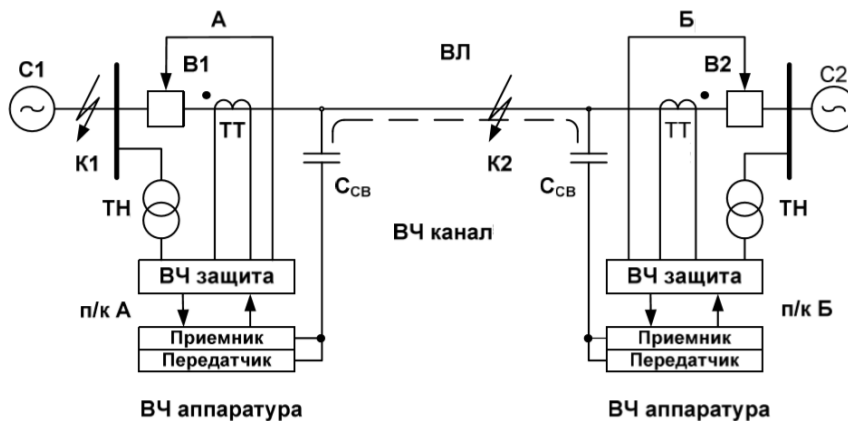 А
Б
ВЛ
С1
В1
В2
С2
ТТ
ТТ
К1
К2
Ссв
Ссв
ТН
ТН
ВЧ канал
ВЧ защита
ВЧ защита
п/к А
п/к Б
Приемник
Приемник
Передатчик
Передатчик
ВЧ аппаратура
ВЧ аппаратура